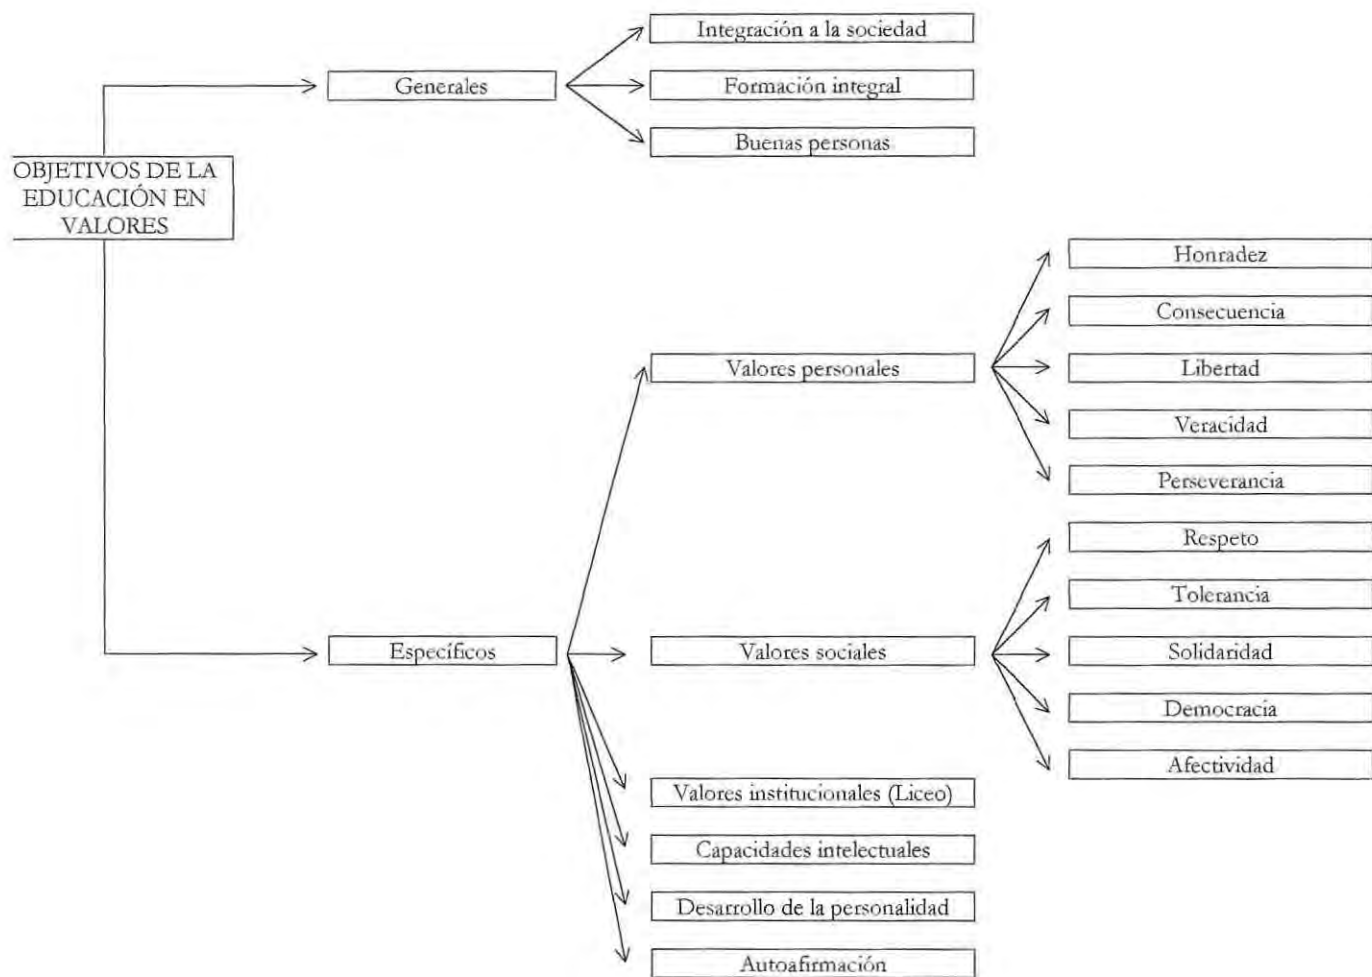 OBJETIVOS DE LA
EDUCACIÓN EN
VALORES
Generales
Integración a la sociedad
Formación integral
Buenas personas
Específicos
Valores personales
Honradez
Consecuencia
Libertad
Veracidad
Perseverancia
Valores sociales
Respeto
Tolerancia
Solidaridad
Democracia
Afectividad
Valores institucionales (Liceo)
Capacidades intelectuales
Desarrollo de la personalidad
Autoafirmación